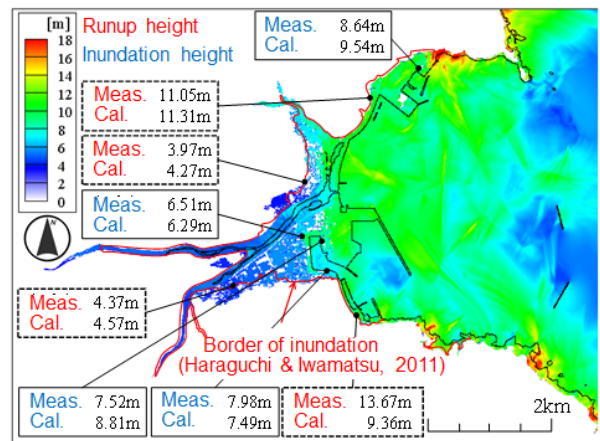 [m]
18
16
14
12
10
8
6
4
2
0
Runup height
Inundation height
Meas. 8.64m
Cal. 9.54m
Meas. 11.05m
Cal. 11.31m
Meas. 3.97m
Cal. 4.27m
Meas. 6.51m
Cal. 6.29m
N
Meas. 4.37m
Cal. 4.57m
Border of inundation
(Haraguchi & Iwamatsu, 2011)
Meas. 7.52m
Cal. 8.81m
Meas. 7.98m
Cal. 7.49m
Meas. 13.67m
Cal. 9.36m
2km